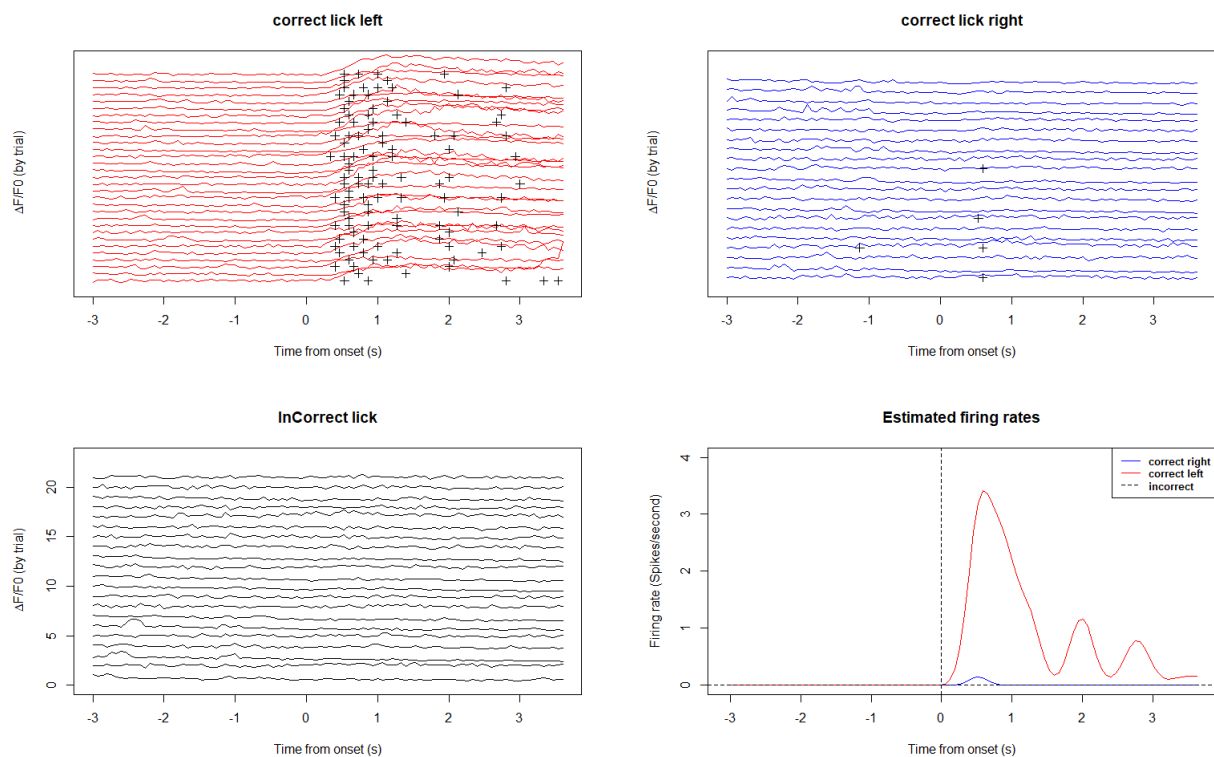 correct lick left
ΔF/F0 (by trial)
-3 -2 -1 0 1 2 3
Time from onset (s)
correct lick right
ΔF/F0 (by trial)
-3 -2 -1 0 1 2 3
Time from onset (s)
InCorrect lick
ΔF/F0 (by trial)
20
15
10
5
0
-3 -2 -1 0 1 2 3
Time from onset (s)
Estimated firing rates
Firing rate (Spikes/second)
4
3
2
1
0
correct right
correct left
incorrect
-3 -2 -1 0 1 2 3
Time from onset (s)